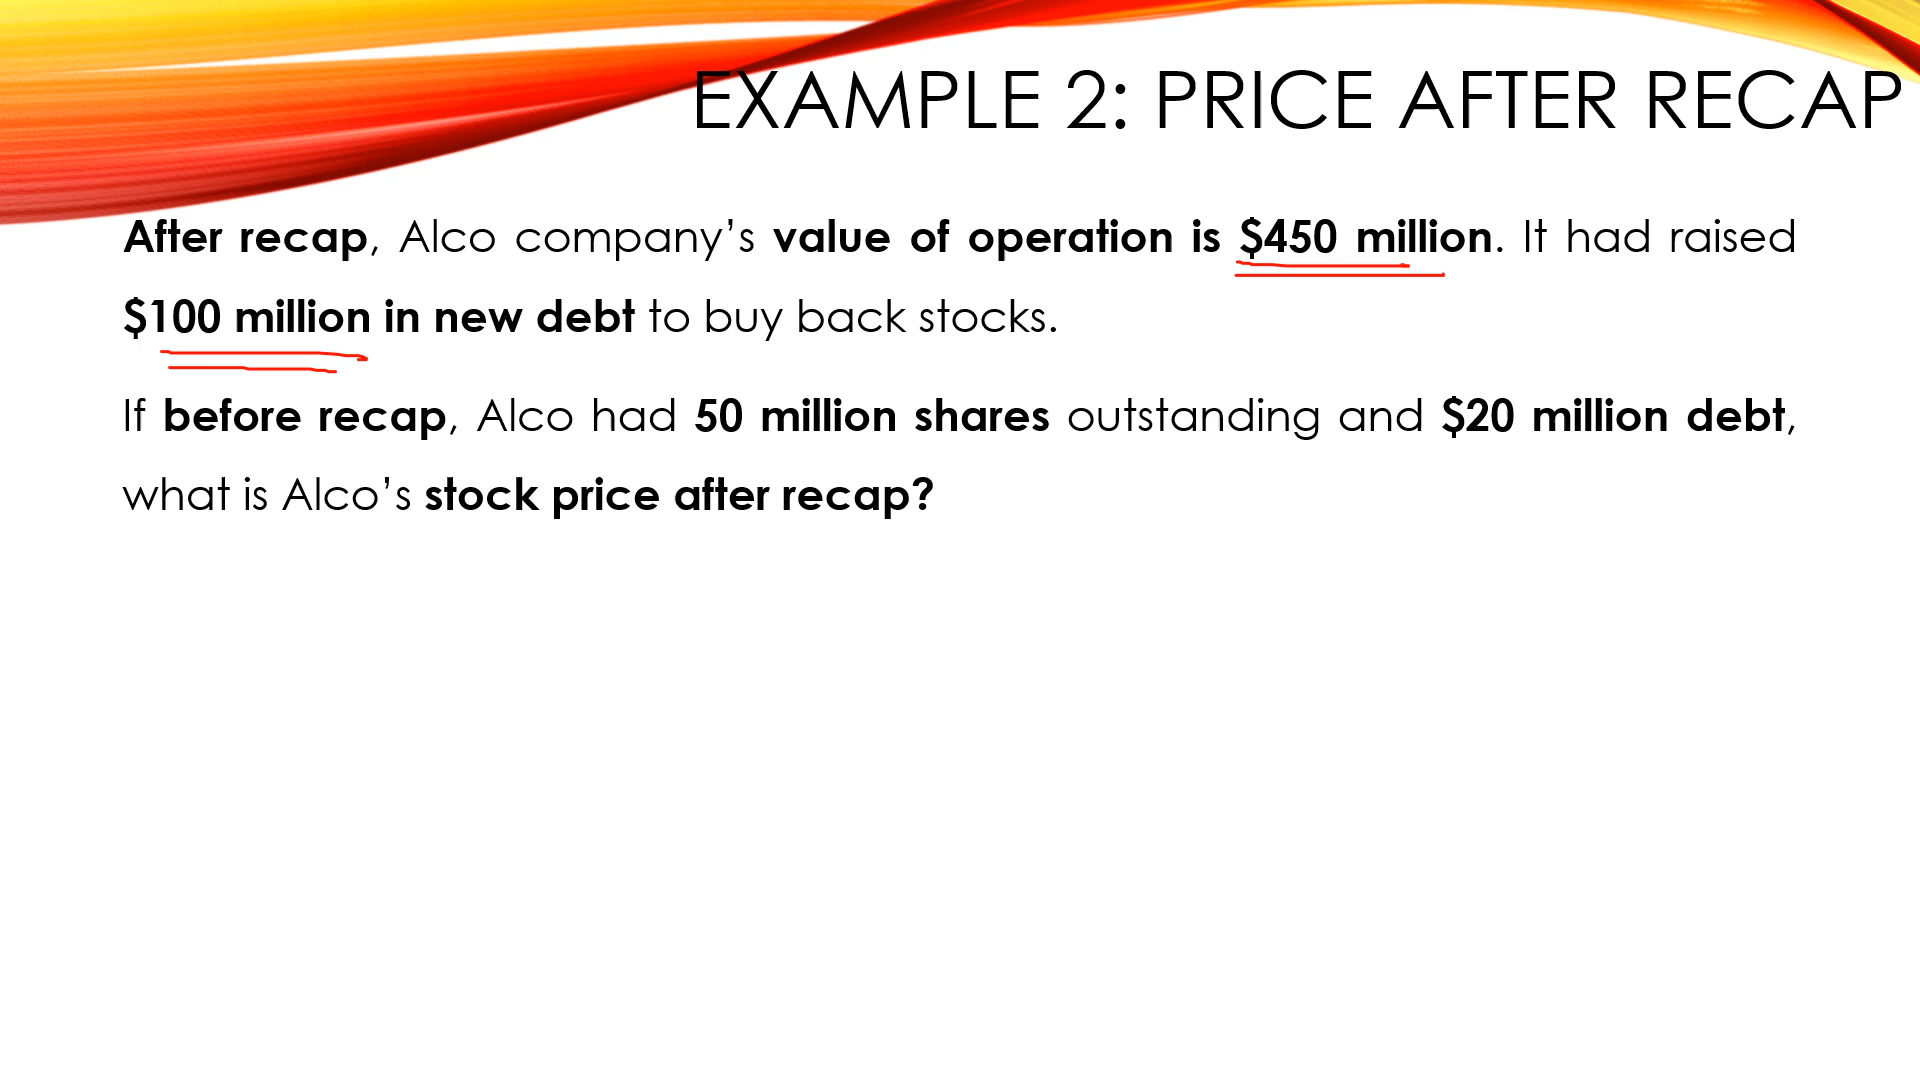 EXAMPLE 2: PRICE AFTER RECAP
After recap, Alco company’s value of operation is $450 million. It had raised
$100 million in new debt to buy back stocks.
If before recap, Alco had 50 million shares outstanding and $20 million debt,
what is Alco’s stock price after recap?